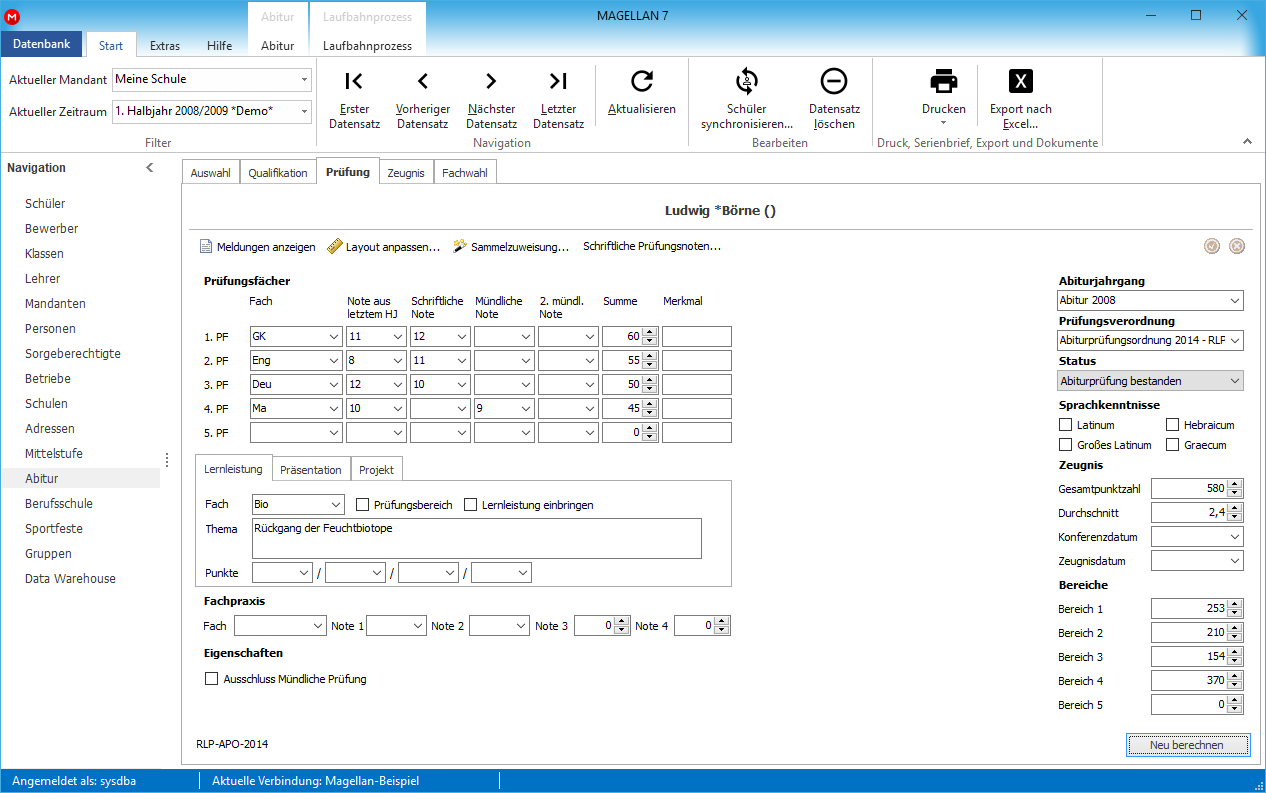 MAGELLAN 7
Abitur
Laufbahnprozess
Datenbank
Start
Extras
Hilfe
Abitur
Laufbahnprozess
Aktueller Mandant
Meine Schule
Aktueller Zeitraum
1. Halbjahr 2008/2009 *Demo*
Filter
Erster
Datensatz
Vorheriger
Datensatz
Nächster
Datensatz
Letzter
Datensatz
Aktualisieren
Navigation
Schüler
synchronisieren...
Datensatz
löschen
Bearbeiten
Drucken
X
Export nach
Excel...
Druck, Serienbrief, Export und Dokumente
Navigation
Schüler
Bewerber
Klassen
Lehrer
Mandanten
Personen
Sorgeberechtigte
Betriebe
Schulen
Adressen
Mittelstufe
Abitur
Berufsschule
Sportfeste
Gruppen
Data Warehouse
Auswahl
Qualifikation
Prüfung
Zeugnis
Fachwahl
Ludwig *Börne ()
Meldungen anzeigen
Layout anpassen...
Sammelzuweisung...
Schriftliche Prüfungsnoten...
Prüfungsfächer
Fach
Note aus
letztem HJ
Schriftliche
Note
Mündliche
Note
2. mündl.
Note
Summe
Merkmal
1. PF GK 11 12 60
2. PF Eng 8 11 55
3. PF Deu 12 10 50
4. PF Ma 10 9 45
5. PF 0
Lernleistung
Präsentation
Projekt
Fach Bio Prüfungsbereich Lernleistung einbringen
Thema Rückgang der Feuchtbiotope
Punkte / / /
Fachpraxis
Fach Note 1 Note 2 Note 3 0 Note 4 0
Eigenschaften
Ausschluss Mündliche Prüfung
RLP-APO-2014
Abiturjahrgang
Abitur 2008
Prüfungsverordnung
Abiturprüfungsordnung 2014 - RLP
Status
Abiturprüfung bestanden
Sprachkenntnisse
Latinum Hebraicum
Großes Latinum Graecum
Zeugnis
Gesamtpunktzahl 580
Durchschnitt 2,4
Konferenzdatum
Zeugnisdatum
Bereiche
Bereich 1 253
Bereich 2 210
Bereich 3 154
Bereich 4 370
Bereich 5 0
Neu berechnen
Angemeldet als: sysdba
Aktuelle Verbindung: Magellan-Beispiel